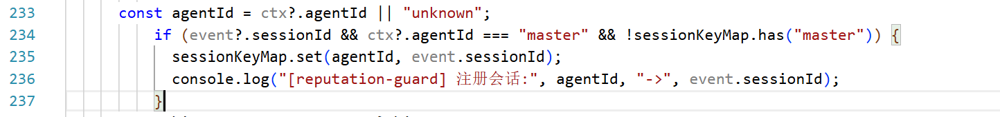 233 const agentId = ctx?.agentId || "unknown";
234 if (event?.sessionId && ctx?.agentId === "master" && !sessionKeyMap.has("master")) {
235 sessionKeyMap.set(agentId, event.sessionId);
236 console.log("[reputation-guard] 注册会话:", agentId, "->", event.sessionId);
237 }